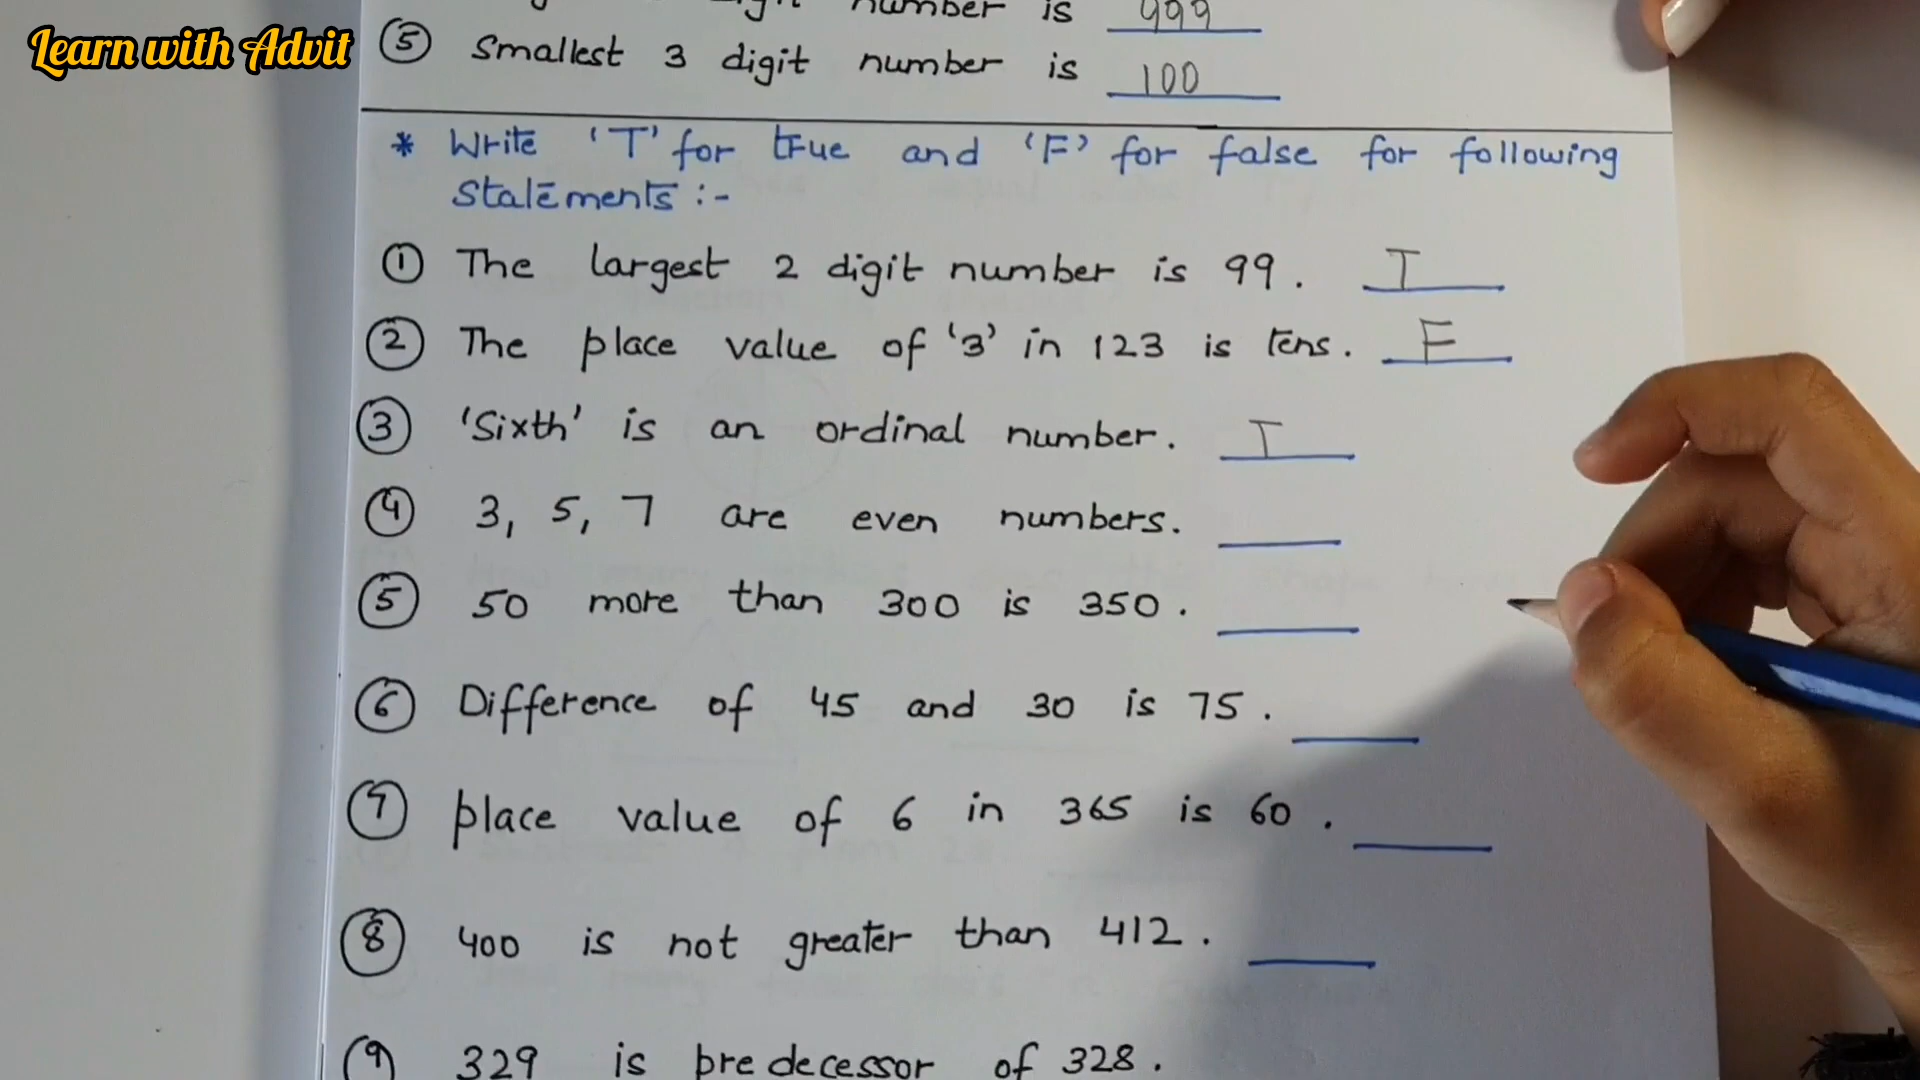 Learn with Advit
number is 999
⑤ Smallest 3 digit number is 100
* Write 'T' for true and 'F' for false for following
Statements :-
① The largest 2 digit number is 99. T
② The place value of '3' in 123 is tens. F
③ 'Sixth' is an ordinal number. T
④ 3, 5, 7 are even numbers.
⑤ 50 more than 300 is 350.
⑥ Difference of 45 and 30 is 75.
⑦ place value of 6 in 365 is 60.
⑧ 400 is not greater than 412.
⑨ 329 is predecessor of 328.